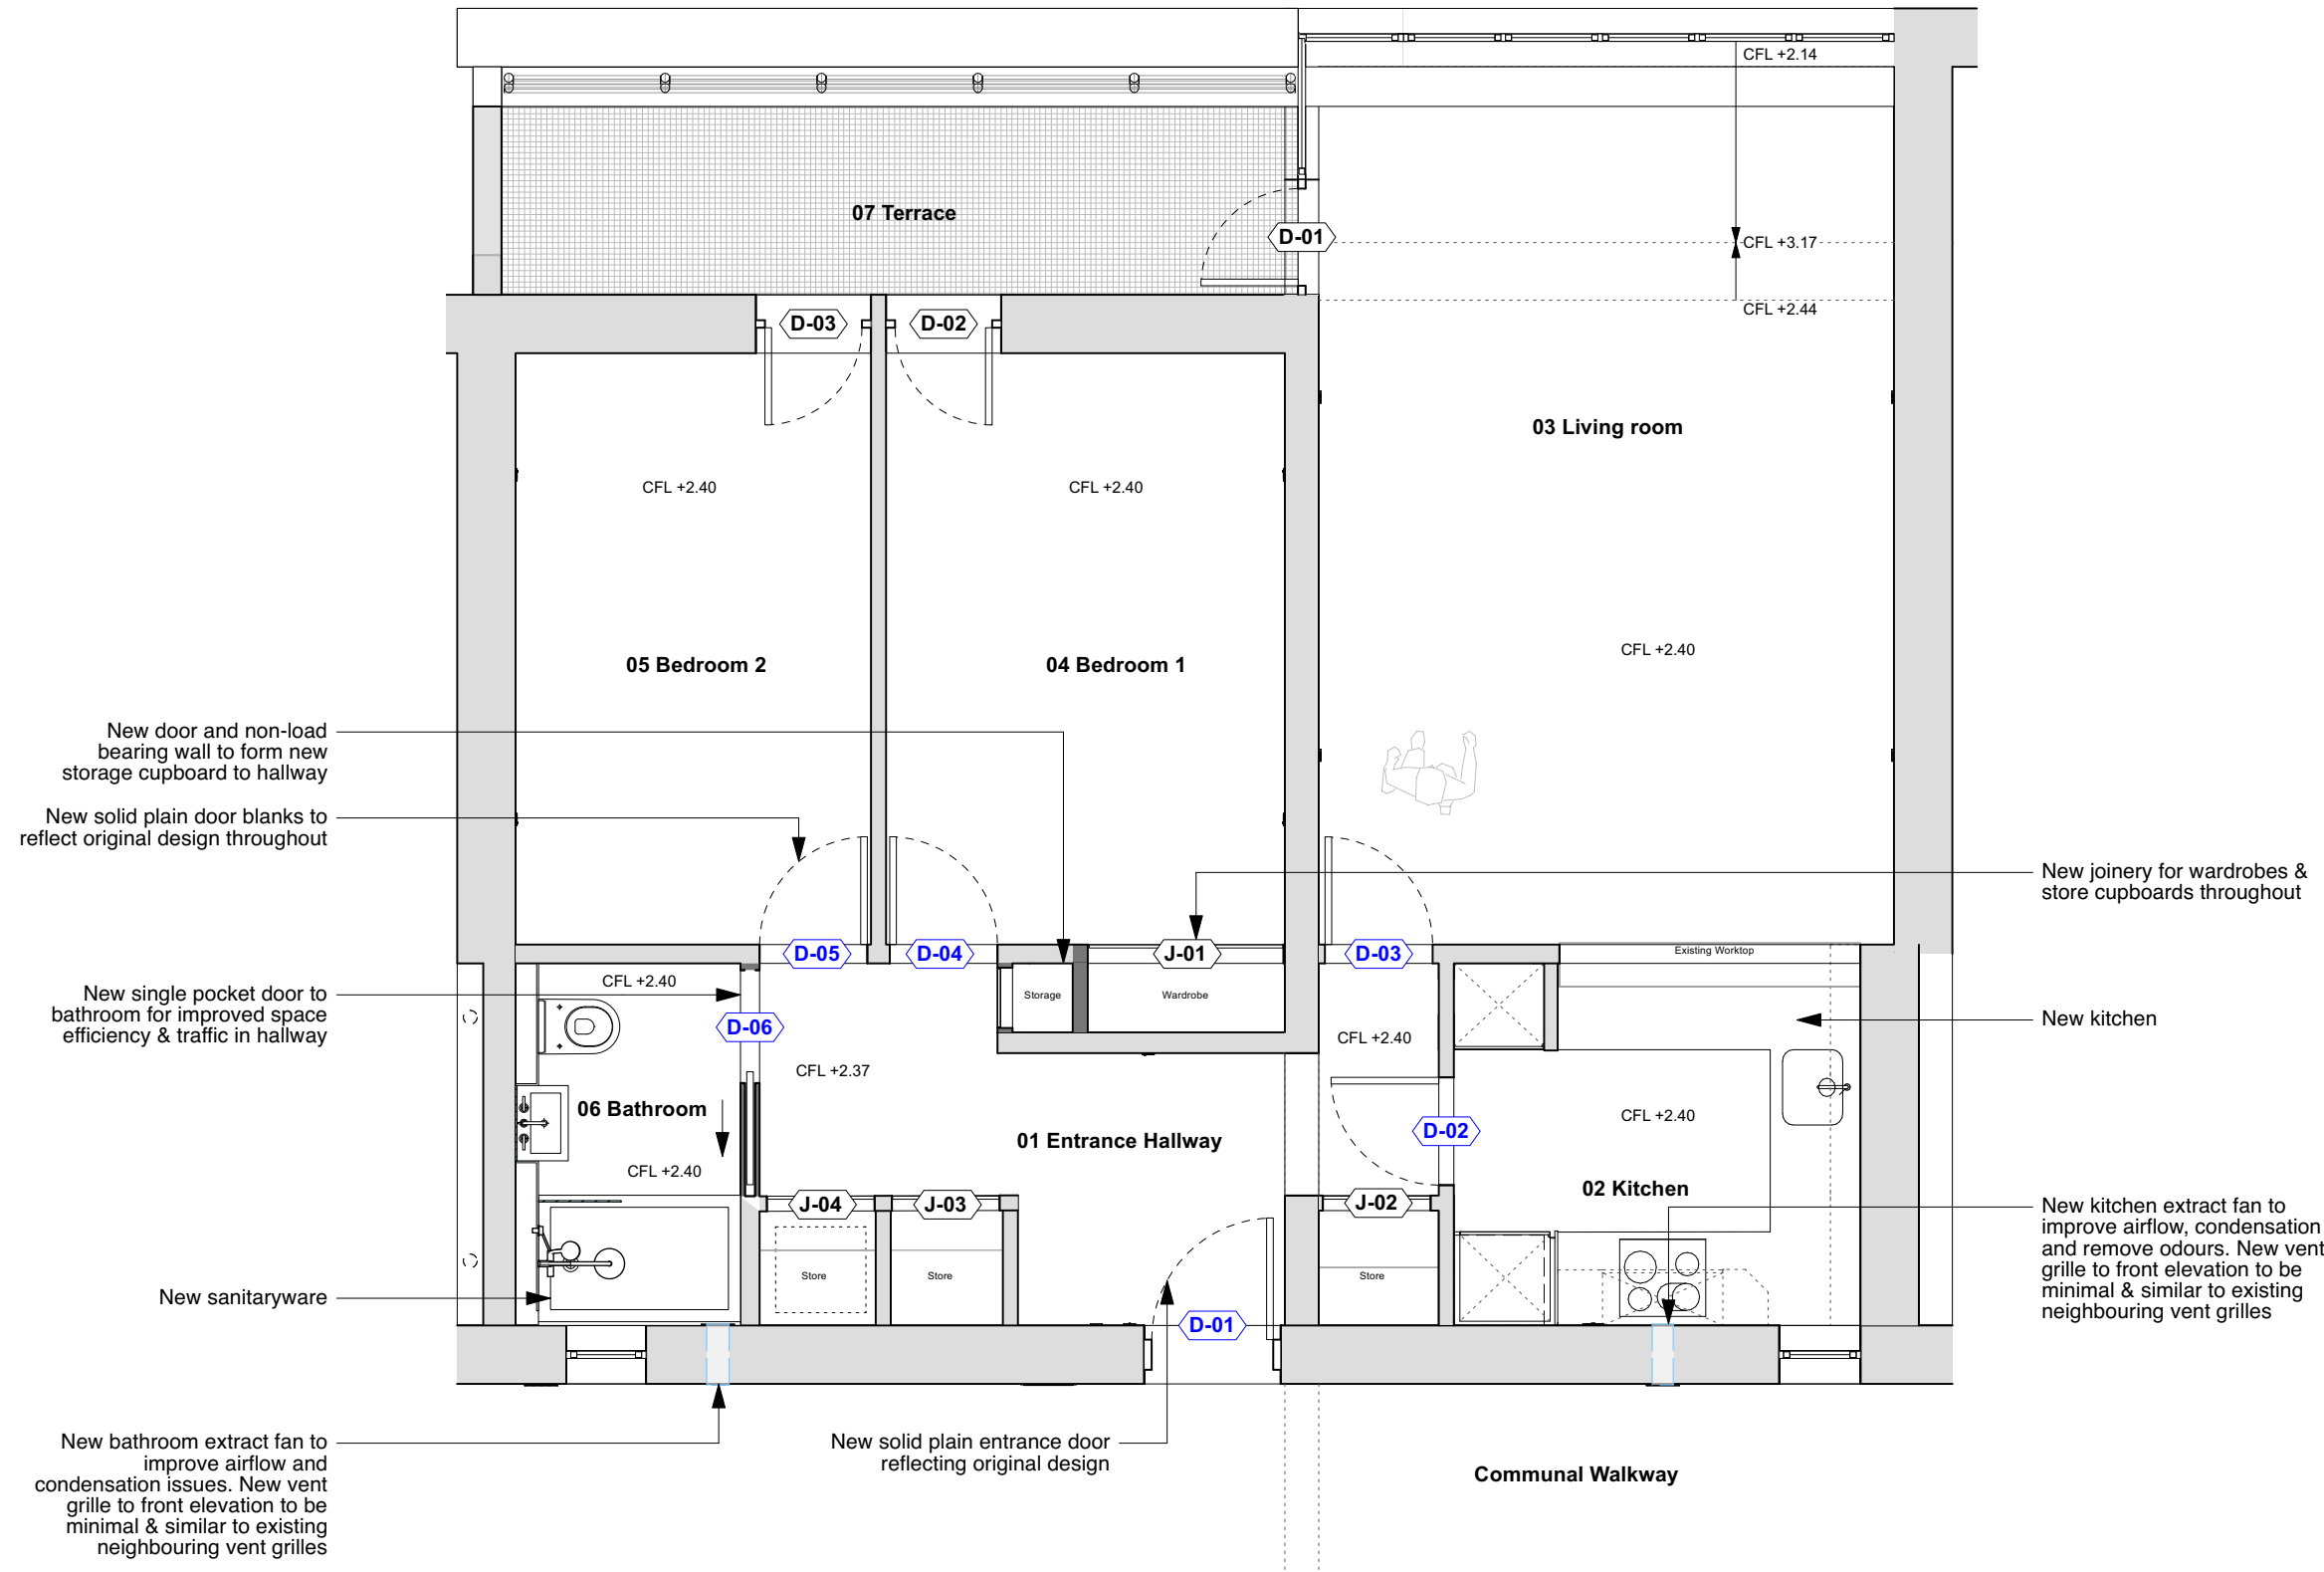 CFL +2.14
07 Terrace
D-01
CFL +3.17
CFL +2.44
D-03
D-02
03 Living room
CFL +2.40
CFL +2.40
CFL +2.40
05 Bedroom 2
04 Bedroom 1
New door and non-load
bearing wall to form new
storage cupboard to hallway
New solid plain door blanks to
reflect original design throughout
New joinery for wardrobes &
store cupboards throughout
D-05
D-04
J-01
D-03
Existing Worktop
CFL +2.40
Storage
Wardrobe
New single pocket door to
bathroom for improved space
efficiency & traffic in hallway
D-06
CFL +2.40
New kitchen
CFL +2.37
06 Bathroom
CFL +2.40
D-02
01 Entrance Hallway
CFL +2.40
02 Kitchen
J-04
J-03
J-02
New kitchen extract fan to
improve airflow, condensation
and remove odours. New vent
grille to front elevation to be
minimal & similar to existing
neighbouring vent grilles
Store
Store
Store
New sanitaryware
D-01
New bathroom extract fan to
improve airflow and
condensation issues. New vent
grille to front elevation to be
minimal & similar to existing
neighbouring vent grilles
New solid plain entrance door
reflecting original design
Communal Walkway